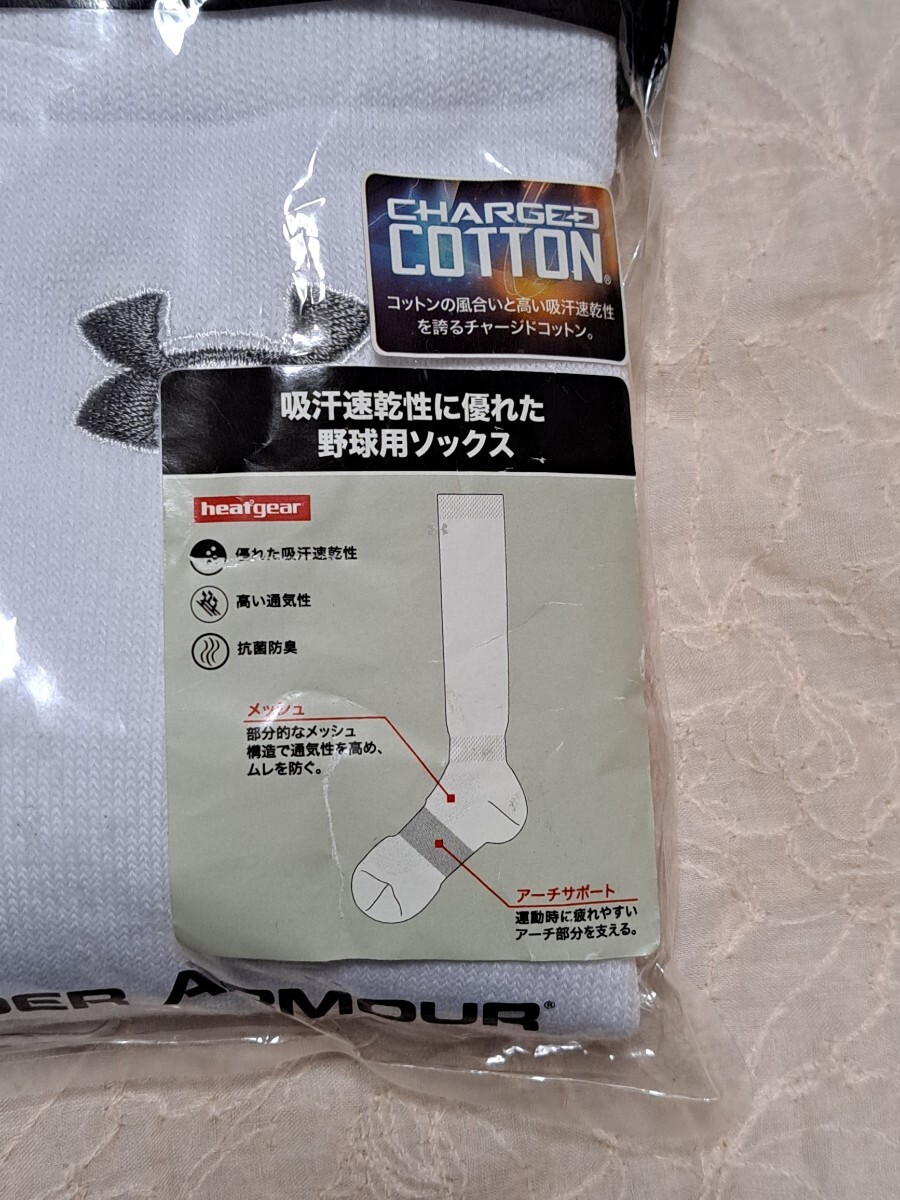 CHARGED
COTTON®
コットンの風合いと高い吸汗速乾性
を誇るチャージドコットン。
吸汗速乾性に優れた
野球用ソックス
heatgear
優れた吸汗速乾性
高い通気性
抗菌防臭
メッシュ
部分的なメッシュ
構造で通気性を高め、
ムレを防ぐ。
アーチサポート
運動時に疲れやすい
アーチ部分を支える。
DER ARMOUR®